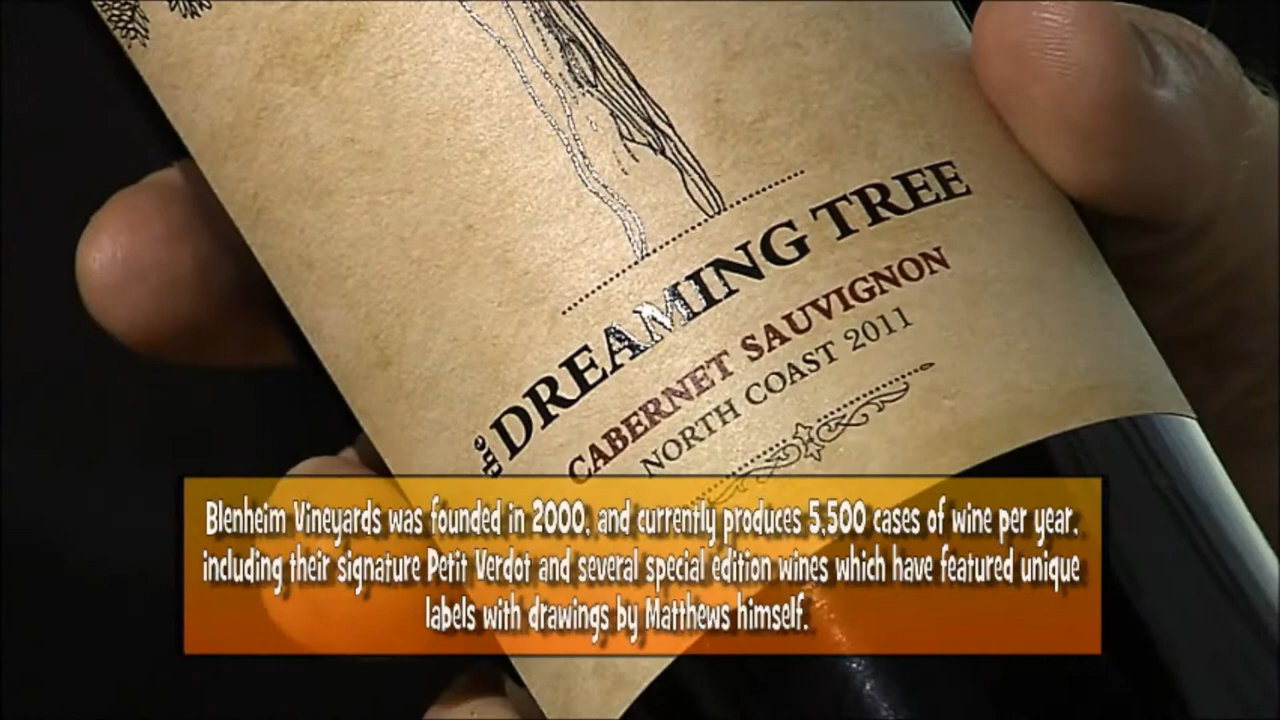 the DREAMING TREE
CABERNET SAUVIGNON
NORTH COAST 2011
Blenheim Vineyards was founded in 2000, and currently produces 5,500 cases of wine per year,
including their signature Petit Verdot and several special edition wines which have featured unique
labels with drawings by Matthews himself.